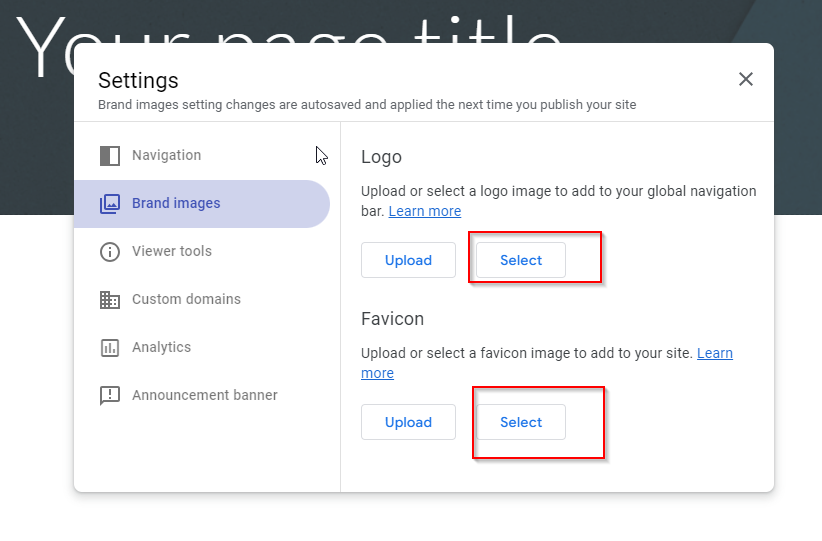 Your page title
Settings
Brand images setting changes are autosaved and applied the next time you publish your site
Navigation
Brand images
Viewer tools
Custom domains
Analytics
Announcement banner
Logo
Upload or select a logo image to add to your global navigation
bar. Learn more
Upload
Select
Favicon
Upload or select a favicon image to add to your site. Learn
more
Upload
Select